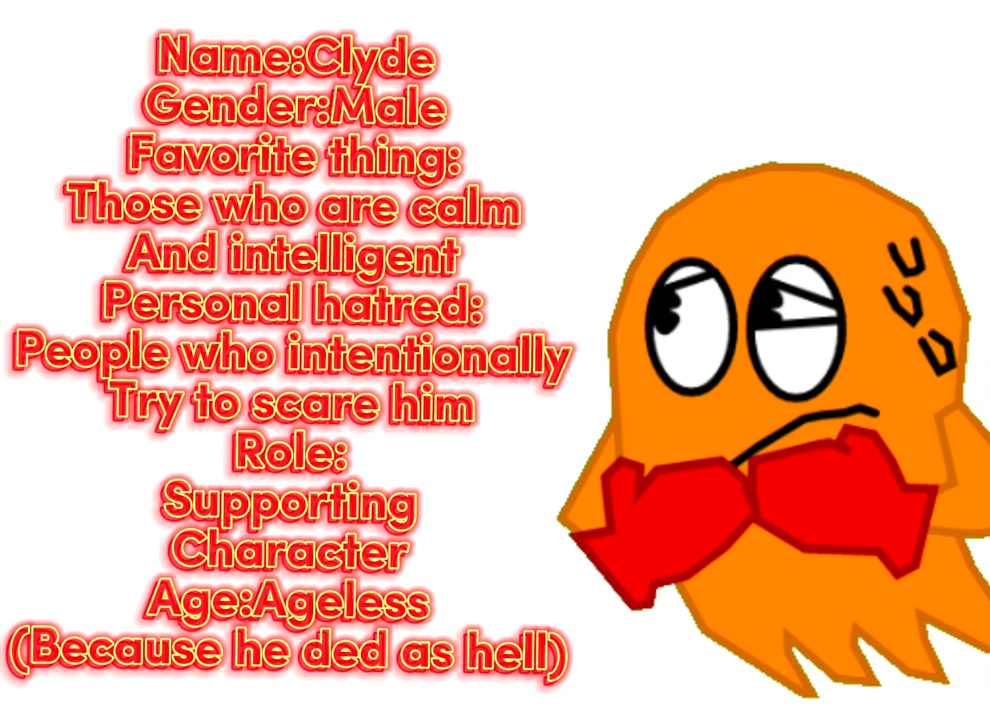 Name:Clyde
Gender:Male
Favorite thing:
Those who are calm
And intelligent
Personal hatred:
People who intentionally
Try to scare him
Role:
Supporting
Character
Age:Ageless
(Because he ded as hell)